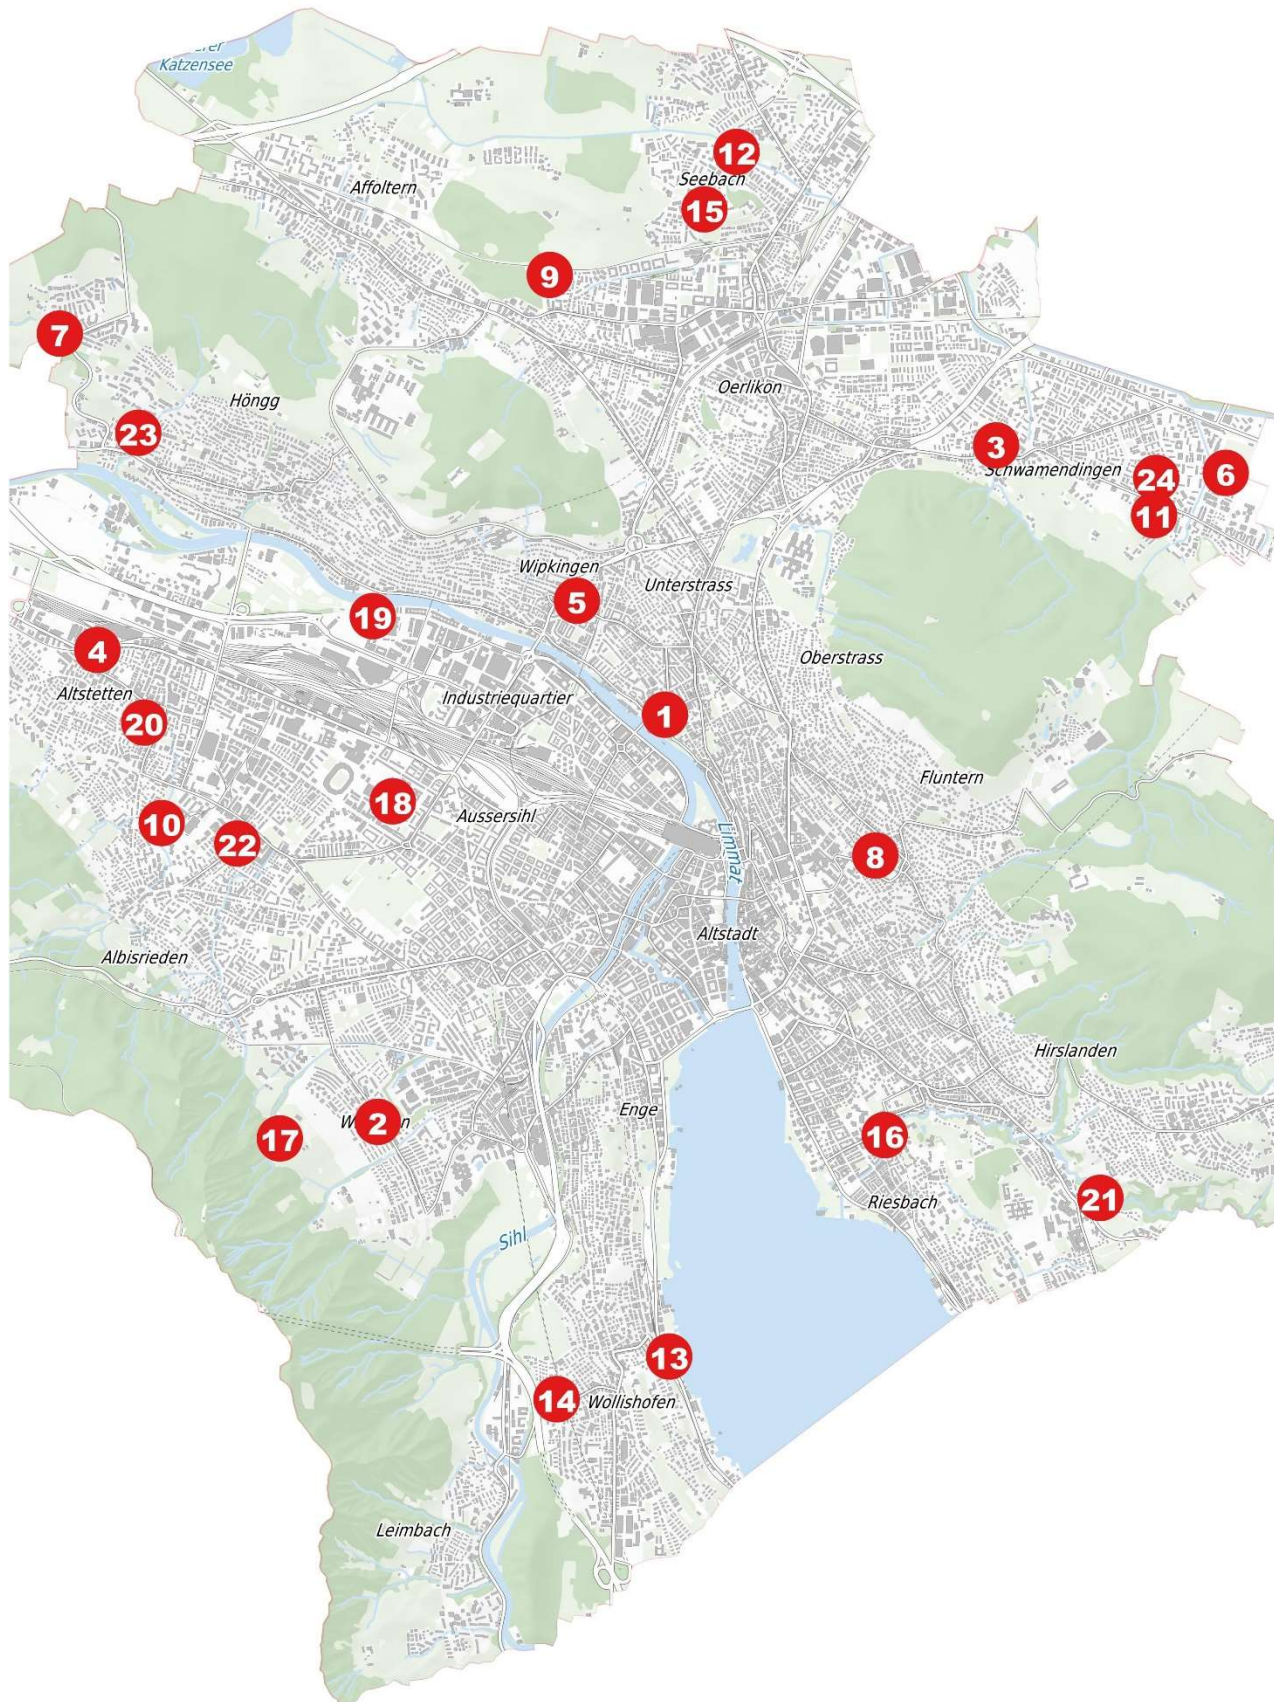 Katzensee
12
Seebach
Affoltern
15
9
7
Oerlikon
Höngg
23
3
Schwamendingen
24
6
11
Wipkingen
Unterstrass
5
19
4
Oberstrass
Altstetten
Industriequartier
1
20
Fluntern
18
Aussersihl
10
22
Limmat
8
Altstadt
Albisrieden
Hirslanden
Enge
2
17
16
Riesbach
21
Sihl
13
14
Wollishofen
Leimbach